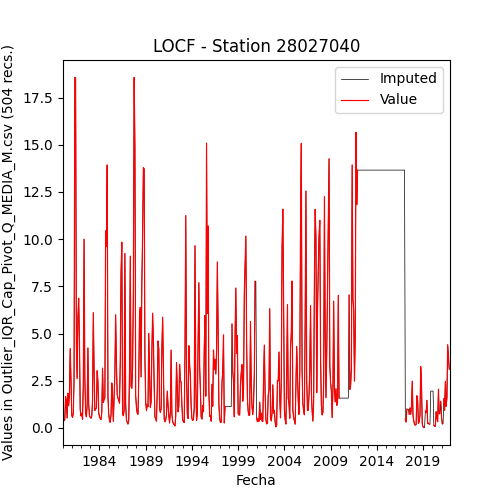 LOCF - Station 28027040
Imputed
Value
Values in Outlier_IQR_Cap_Pivot_Q_MEDIA_M.csv (504 recs.)
17.5
15.0
12.5
10.0
7.5
5.0
2.5
0.0
1984 1989 1994 1999 2004 2009 2014 2019
Fecha